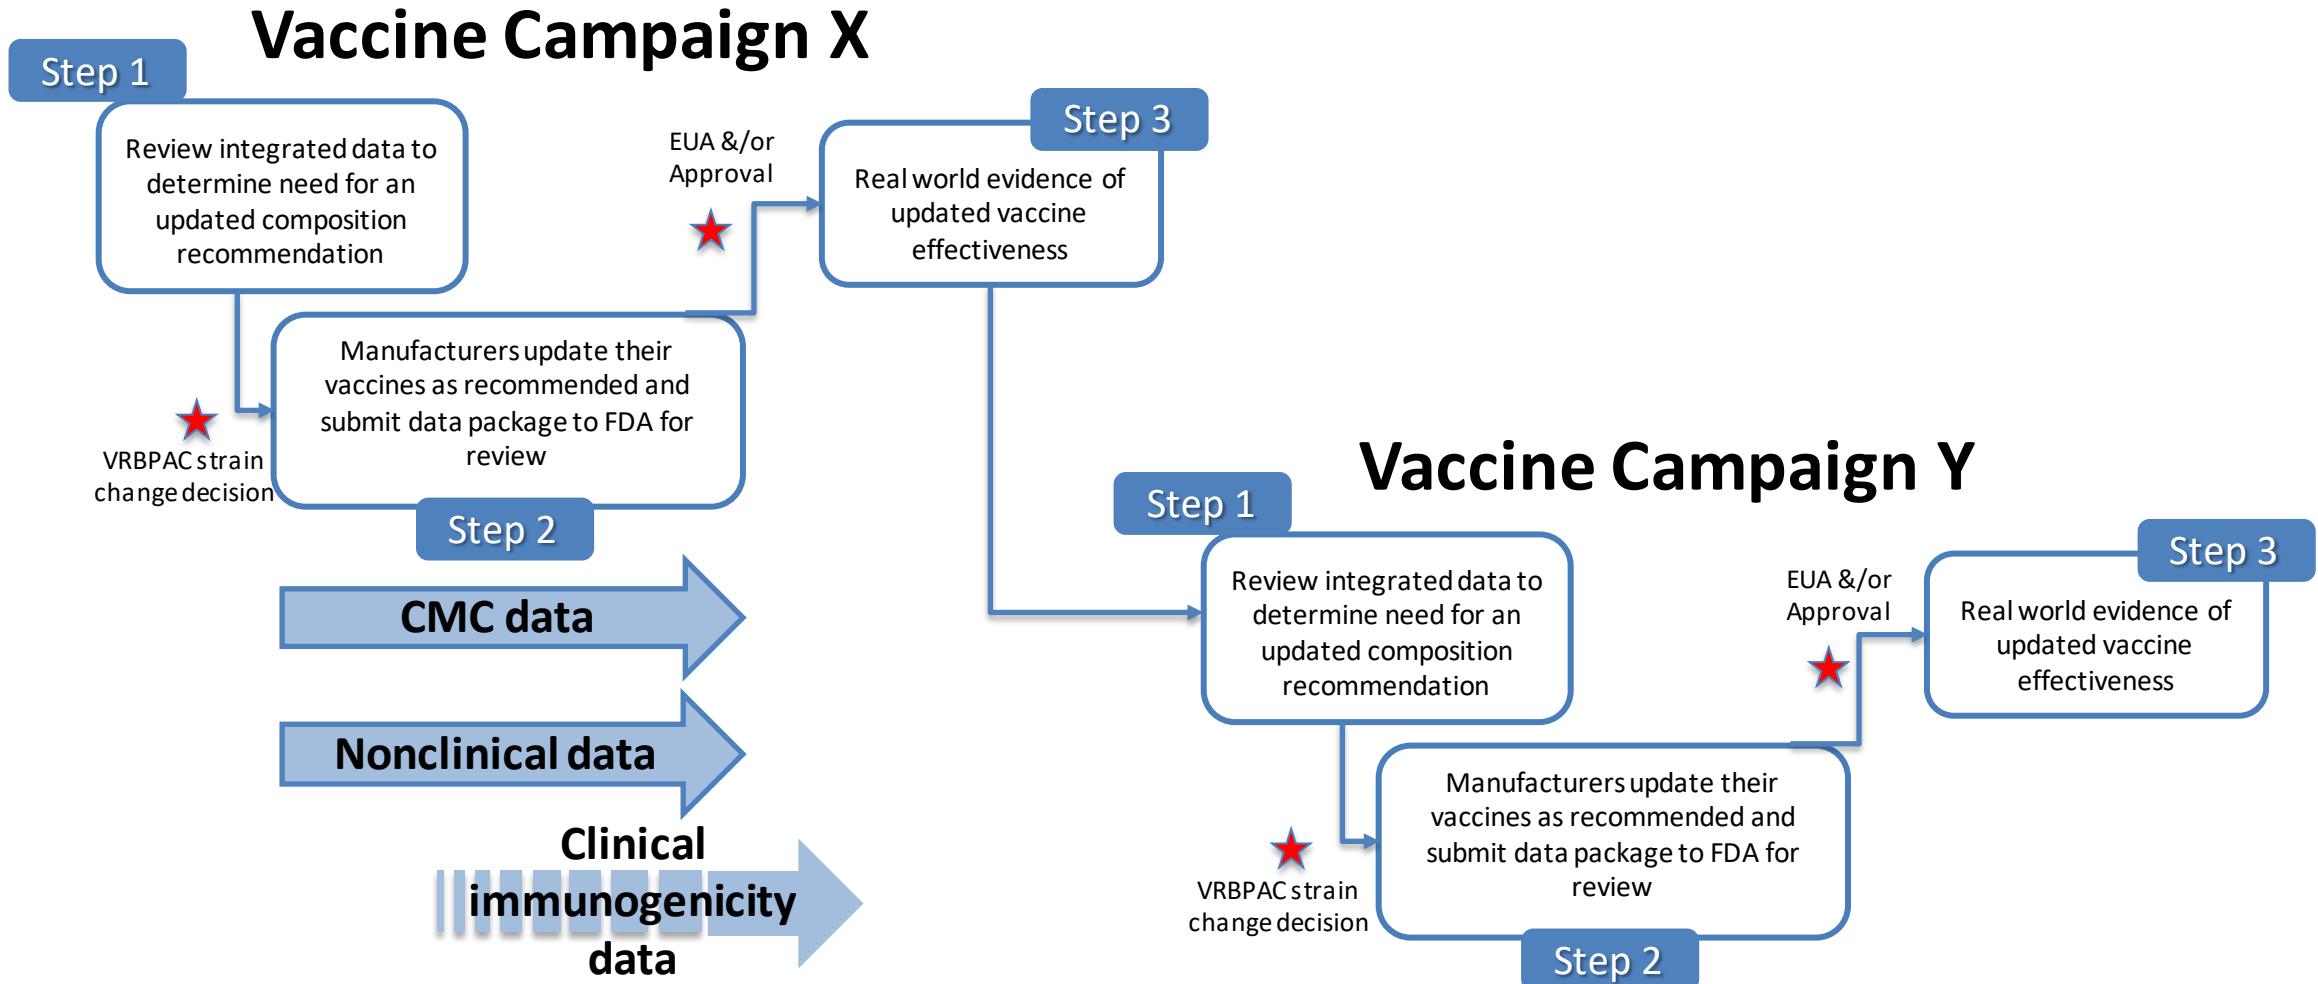 Vaccine Campaign X
Step 1
Review integrated data to
determine need for an
updated composition
recommendation
VRBPAC strain
change decision
Manufacturers update their
vaccines as recommended and
submit data package to FDA for
review
Step 2
EUA &/or
Approval
Step 3
Real world evidence of
updated vaccine
effectiveness
CMC data
Nonclinical data
Clinical
immunogenicity
data
Vaccine Campaign Y
Step 1
Review integrated data to
determine need for an
updated composition
recommendation
VRBPAC strain
change decision
Manufacturers update their
vaccines as recommended and
submit data package to FDA for
review
Step 2
EUA &/or
Approval
Step 3
Real world evidence of
updated vaccine
effectiveness